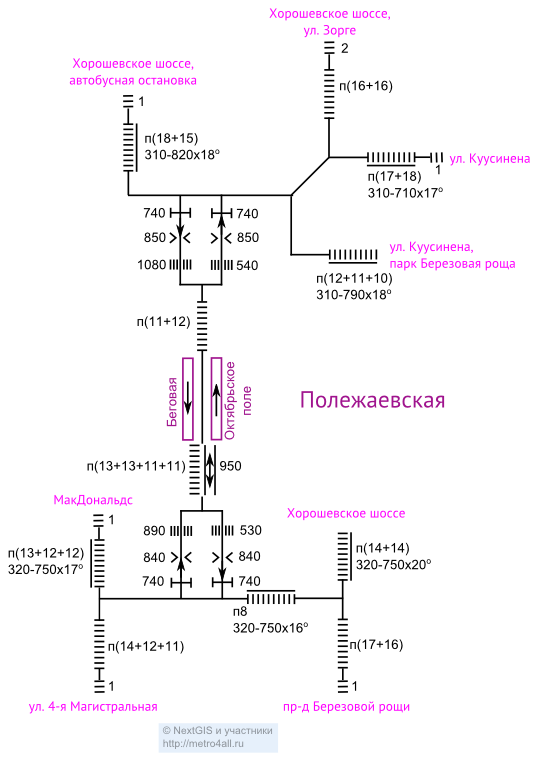 Хорошевское шоссе,
ул. Зорге
2
п(16+16)
Хорошевское шоссе,
автобусная остановка
1
п(18+15)
310-820x18°
ул. Куусинена
1
п(17+18)
310-710x17°
740
740
850
850
1080
540
ул. Куусинена,
парк Березовая роща
п(12+11+10)
310-790x18°
п(11+12)
Беговая
Октябрьское
поле
Полежаевская
п(13+13+11+11)
950
МакДональдс
1
п(13+12+12)
320-750x17°
890
530
840
840
740
740
Хорошевское шоссе
п(14+14)
320-750x20°
п8
320-750x16°
п(14+12+11)
1
ул. 4-я Магистральная
п(17+16)
1
пр-д Березовой рощи
© NextGIS и участники
http://metro4all.ru